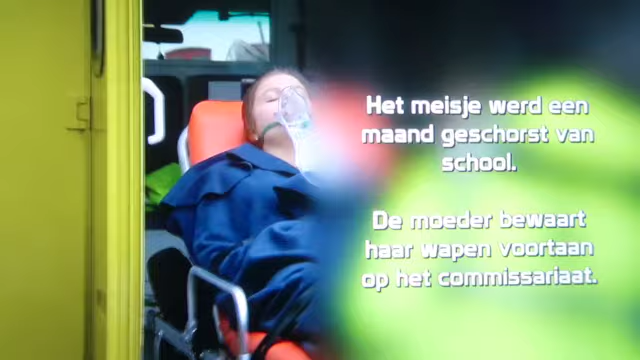 Het meisje werd een
maand geschorst van
school.
De moeder bewaart
haar wapen voortaan
op het commissariaat.